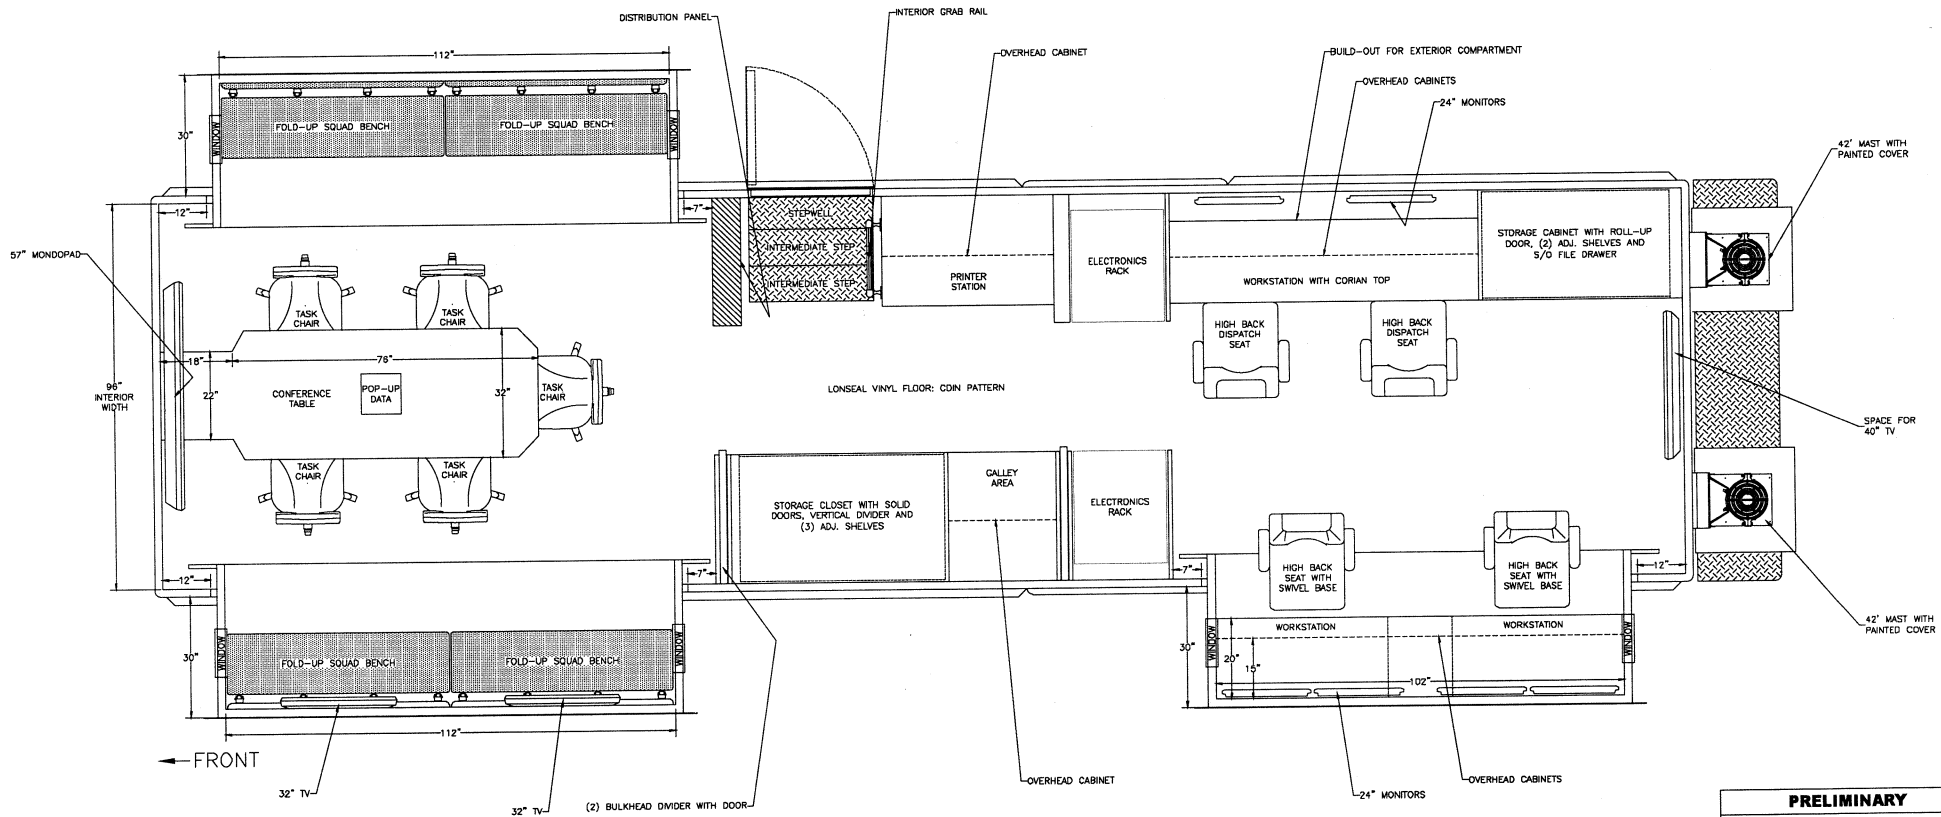 DISTRIBUTION PANEL
INTERIOR GRAB RAIL
OVERHEAD CABINET
BUILD-OUT FOR EXTERIOR COMPARTMENT
OVERHEAD CABINETS
24" MONITORS
112"
30"
WINDOW
FOLD-UP SQUAD BENCH
FOLD-UP SQUAD BENCH
WINDOW
42' MAST WITH
PAINTED COVER
12"
7"
STEPWELL
INTERMEDIATE STEP
INTERMEDIATE STEP
PRINTER
STATION
ELECTRONICS
RACK
WORKSTATION WITH CORIAN TOP
STORAGE CABINET WITH ROLL-UP
DOOR, (2) ADJ. SHELVES AND
S/O FILE DRAWER
57" MONDOPAD
TASK
CHAIR
TASK
CHAIR
HIGH BACK
DISPATCH
SEAT
HIGH BACK
DISPATCH
SEAT
18"
76"
96"
INTERIOR
WIDTH
22"
CONFERENCE
TABLE
POP-UP
DATA
32"
TASK
CHAIR
LONSEAL VINYL FLOOR: CDIN PATTERN
SPACE FOR
40" TV
TASK
CHAIR
TASK
CHAIR
STORAGE CLOSET WITH SOLID
DOORS, VERTICAL DIVIDER AND
(3) ADJ. SHELVES
GALLEY
AREA
ELECTRONICS
RACK
12"
7"
7"
HIGH BACK
SEAT WITH
SWIVEL BASE
HIGH BACK
SEAT WITH
SWIVEL BASE
12"
42' MAST WITH
PAINTED COVER
30"
WINDOW
FOLD-UP SQUAD BENCH
FOLD-UP SQUAD BENCH
WINDOW
30"
WINDOW
20"
15"
WORKSTATION
WORKSTATION
WINDOW
102"
112"
FRONT
32" TV
32" TV
(2) BULKHEAD DIVIDER WITH DOOR
OVERHEAD CABINET
24" MONITORS
OVERHEAD CABINETS
PRELIMINARY